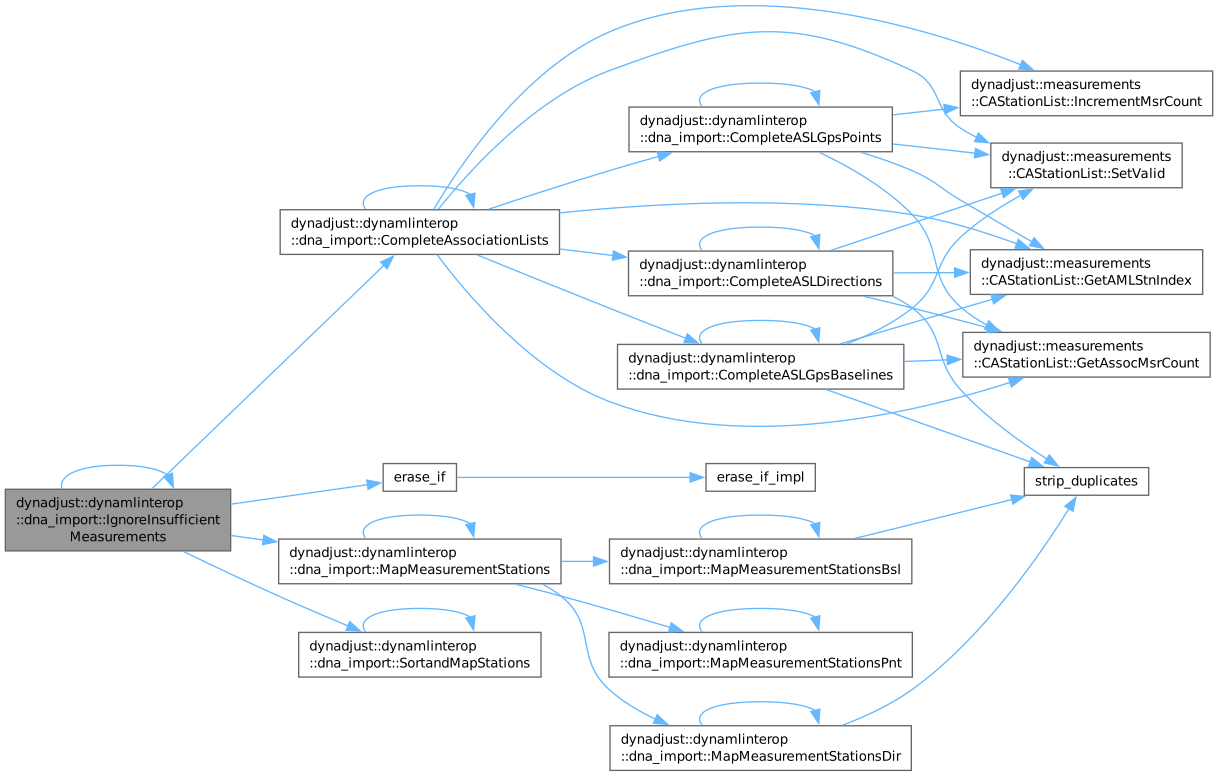 dynadjust::measurements
::CAStationList::IncrementMsrCount
dynadjust::dynamlinterop
::dna_import::CompleteASLGpsPoints
dynadjust::measurements
::CAStationList::SetValid
dynadjust::dynamlinterop
::dna_import::CompleteAssociationLists
dynadjust::dynamlinterop
::dna_import::CompleteASLDirections
dynadjust::measurements
::CAStationList::GetAMLStnIndex
dynadjust::measurements
::CAStationList::GetAssocMsrCount
dynadjust::dynamlinterop
::dna_import::CompleteASLGpsBaselines
erase_if
erase_if_impl
strip_duplicates
dynadjust::dynamlinterop
::dna_import::IgnoreInsufficient
Measurements
dynadjust::dynamlinterop
::dna_import::MapMeasurementStations
dynadjust::dynamlinterop
::dna_import::MapMeasurementStationsBsl
dynadjust::dynamlinterop
::dna_import::SortandMapStations
dynadjust::dynamlinterop
::dna_import::MapMeasurementStationsPnt
dynadjust::dynamlinterop
::dna_import::MapMeasurementStationsDir